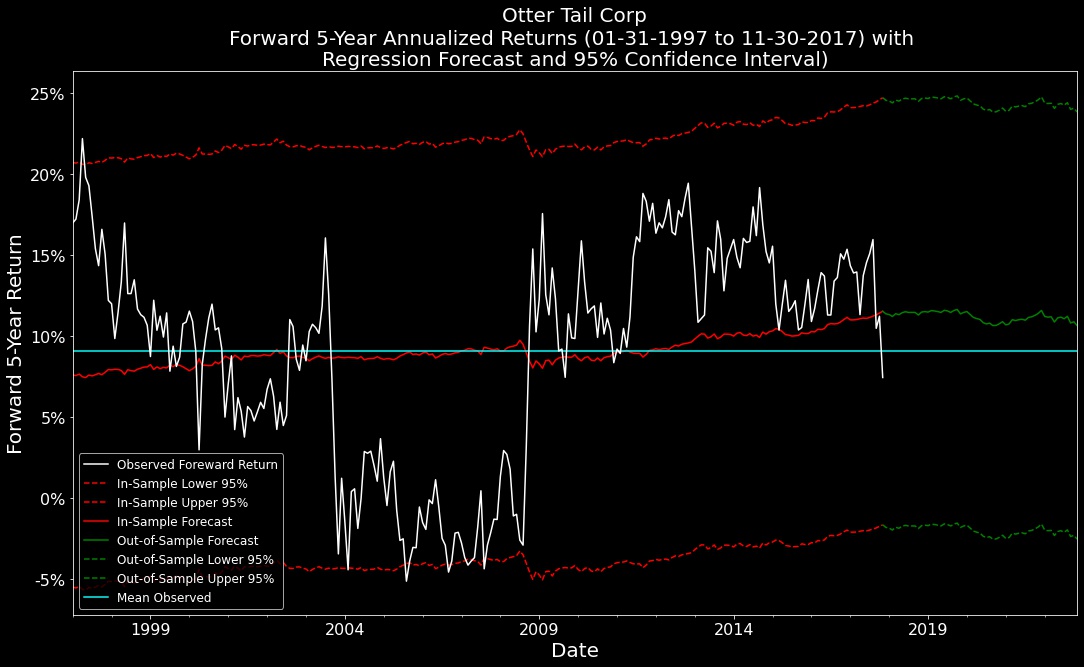 Otter Tail Corp
Forward 5-Year Annualized Returns (01-31-1997 to 11-30-2017) with
Regression Forecast and 95% Confidence Interval)
25%
20%
15%
10%
5%
0%
-5%
Forward 5-Year Return
Observed Foreward Return
In-Sample Lower 95%
In-Sample Upper 95%
In-Sample Forecast
Out-of-Sample Forecast
Out-of-Sample Lower 95%
Out-of-Sample Upper 95%
Mean Observed
1999
2004
2009
2014
2019
Date